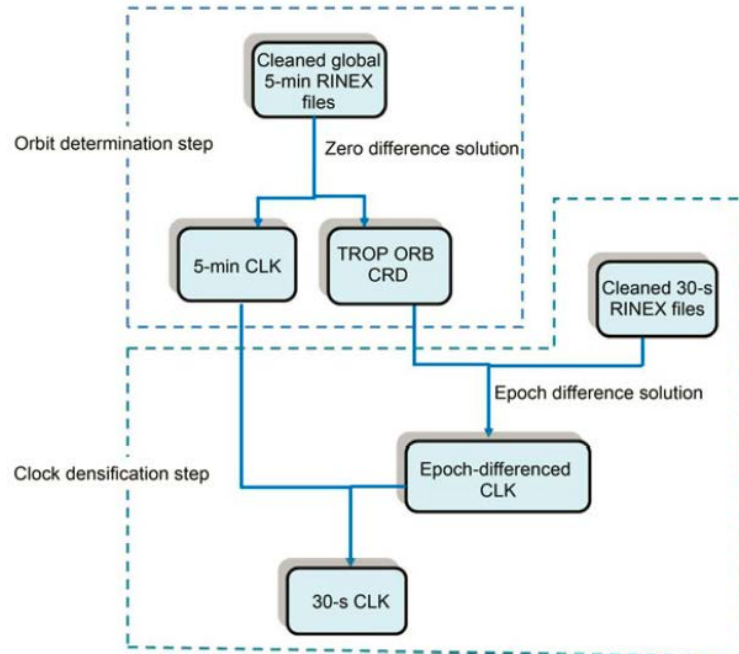 Cleaned global
5-min RINEX
files
Orbit determination step
Zero difference solution
5-min CLK
TROP ORB
CRD
Cleaned 30-s
RINEX files
Epoch difference solution
Clock densification step
Epoch-differenced
CLK
30-s CLK